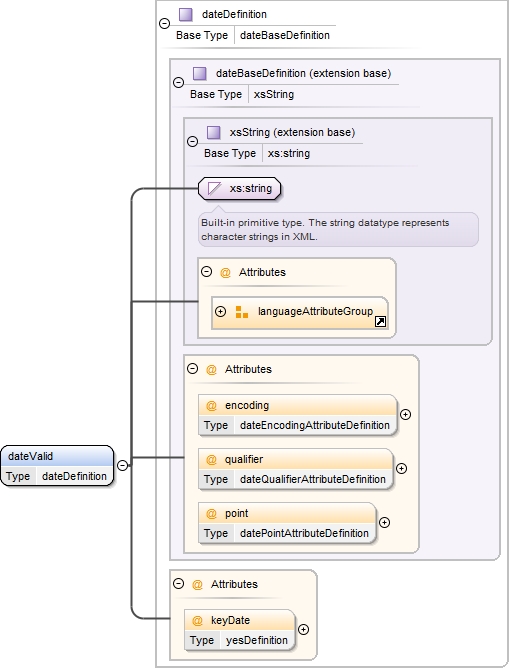 dateDefinition
Base Type dateBaseDefinition
dateBaseDefinition (extension base)
Base Type xsString
xsString (extension base)
Base Type xs:string
xs:string
Built-in primitive type. The string datatype represents
character strings in XML.
@ Attributes
languageAttributeGroup
@ Attributes
@ encoding
Type dateEncodingAttributeDefinition
@ qualifier
Type dateQualifierAttributeDefinition
@ point
Type datePointAttributeDefinition
dateValid
Type dateDefinition
@ Attributes
@ keyDate
Type yesDefinition